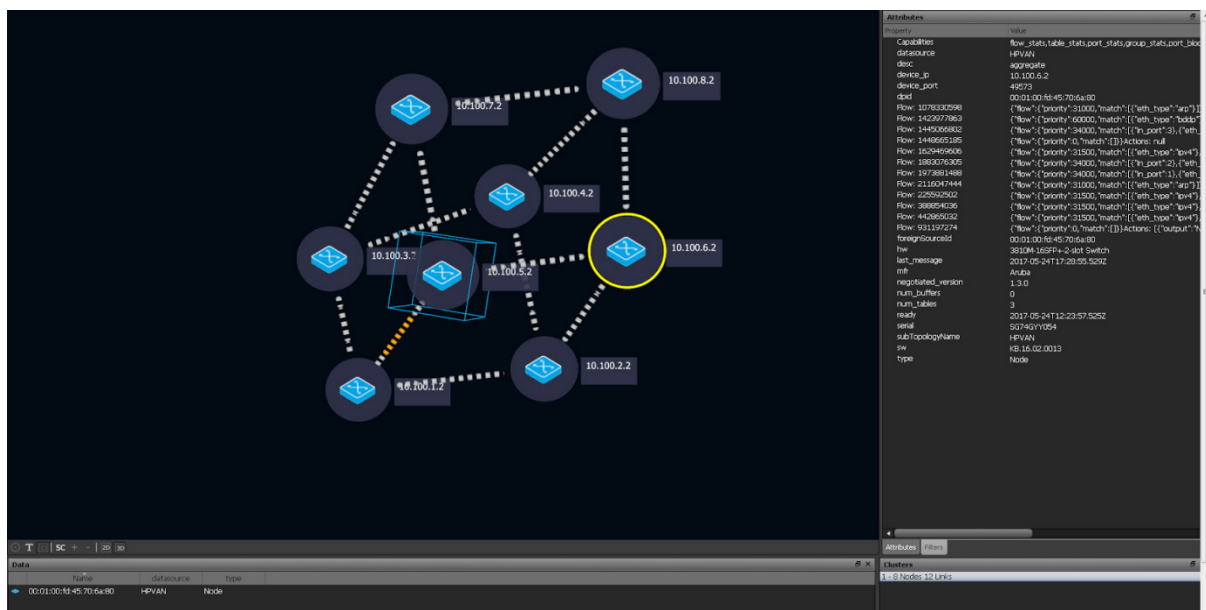 10.100.7.2
10.100.8.2
10.100.4.2
10.100.3.
10.100.5.2
10.100.6.2
10.100.2.2
10.100.1.2
T SC + - 2D 3D
Data
Name datasource type
00:01:00:fd:45:70:6a:80 HPVAN Node
Attributes
Property Value
Capabilities flow_stats,table_stats,port_stats,group_stats,port_bloc
datasource HPVAN
desc aggregate
device_ip 10.100.6.2
device_port 49573
dpid 00:01:00:fd:45:70:6a:80
Flow: 1078330598 {"flow":{"priority":31000,"match":[{"eth_type":"arp"}]
Flow: 1423977863 {"flow":{"priority":60000,"match":[{"eth_type":"bddp"}
Flow: 1445066802 {"flow":{"priority":34000,"match":[{"in_port":3},{"eth_
Flow: 1448665185 {"flow":{"priority":0,"match":[]}}Actions: null
Flow: 1629469606 {"flow":{"priority":31500,"match":[{"eth_type":"ipv4"},
Flow: 1883076305 {"flow":{"priority":34000,"match":[{"in_port":2},{"eth_
Flow: 1973881488 {"flow":{"priority":34000,"match":[{"in_port":1},{"eth_
Flow: 2116047444 {"flow":{"priority":31000,"match":[{"eth_type":"arp"}]
Flow: 225592502 {"flow":{"priority":31500,"match":[{"eth_type":"ipv4"},
Flow: 388854036 {"flow":{"priority":31500,"match":[{"eth_type":"ipv4"},
Flow: 442865032 {"flow":{"priority":31500,"match":[{"eth_type":"ipv4"},
Flow: 931197274 {"flow":{"priority":0,"match":[]}}Actions: [{"output":"N
foreignSourceId 00:01:00:fd:45:70:6a:80
hw 3810M-16SFP+-2-slot Switch
last_message 2017-05-24T17:28:55.529Z
mfr Aruba
negotiated_version 1.3.0
num_buffers 0
num_tables 3
ready 2017-05-24T12:23:57.525Z
serial SG74GYY054
subTopologyName HPVAN
sw KB.16.02.0013
type Node
Attributes Filters
Clusters
1 - 8 Nodes 12 Links